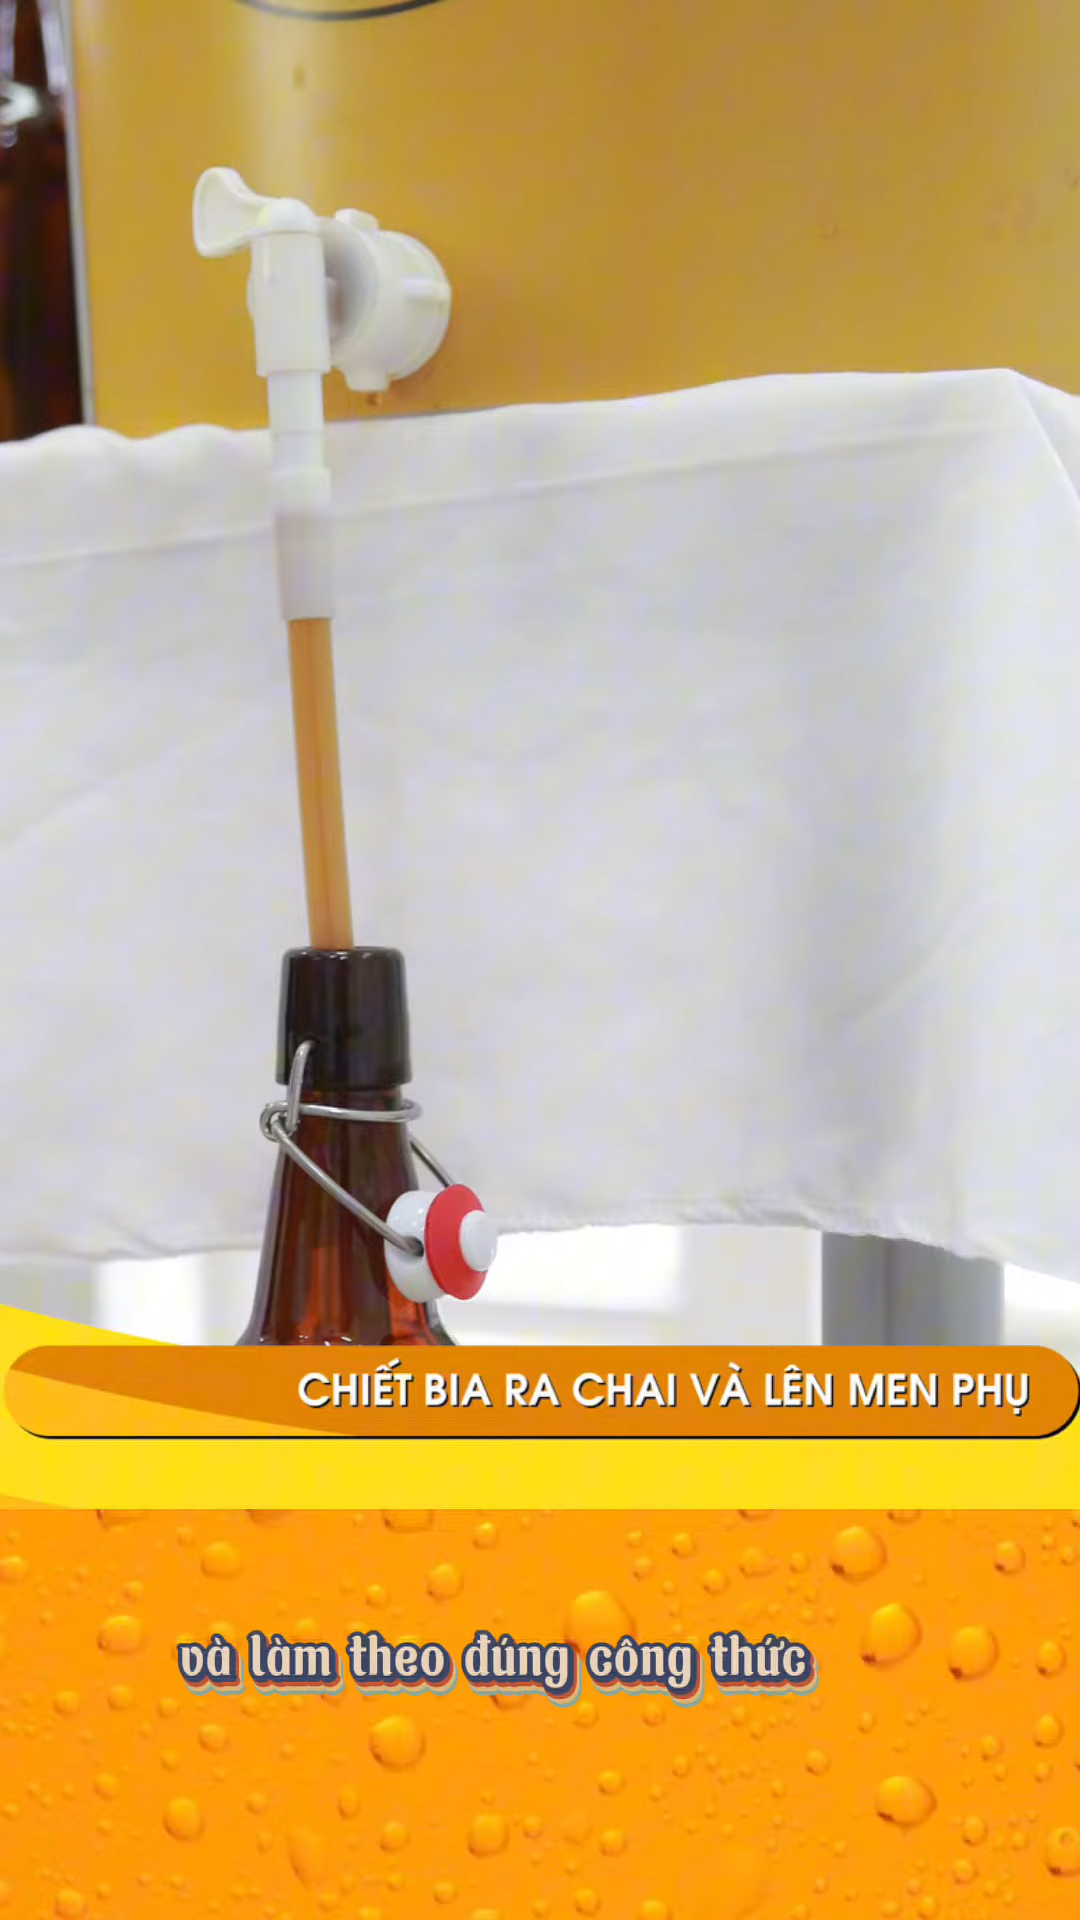 CHIẾT BIA RA CHAI VÀ LÊN MEN PHỤ
và làm theo đúng công thức